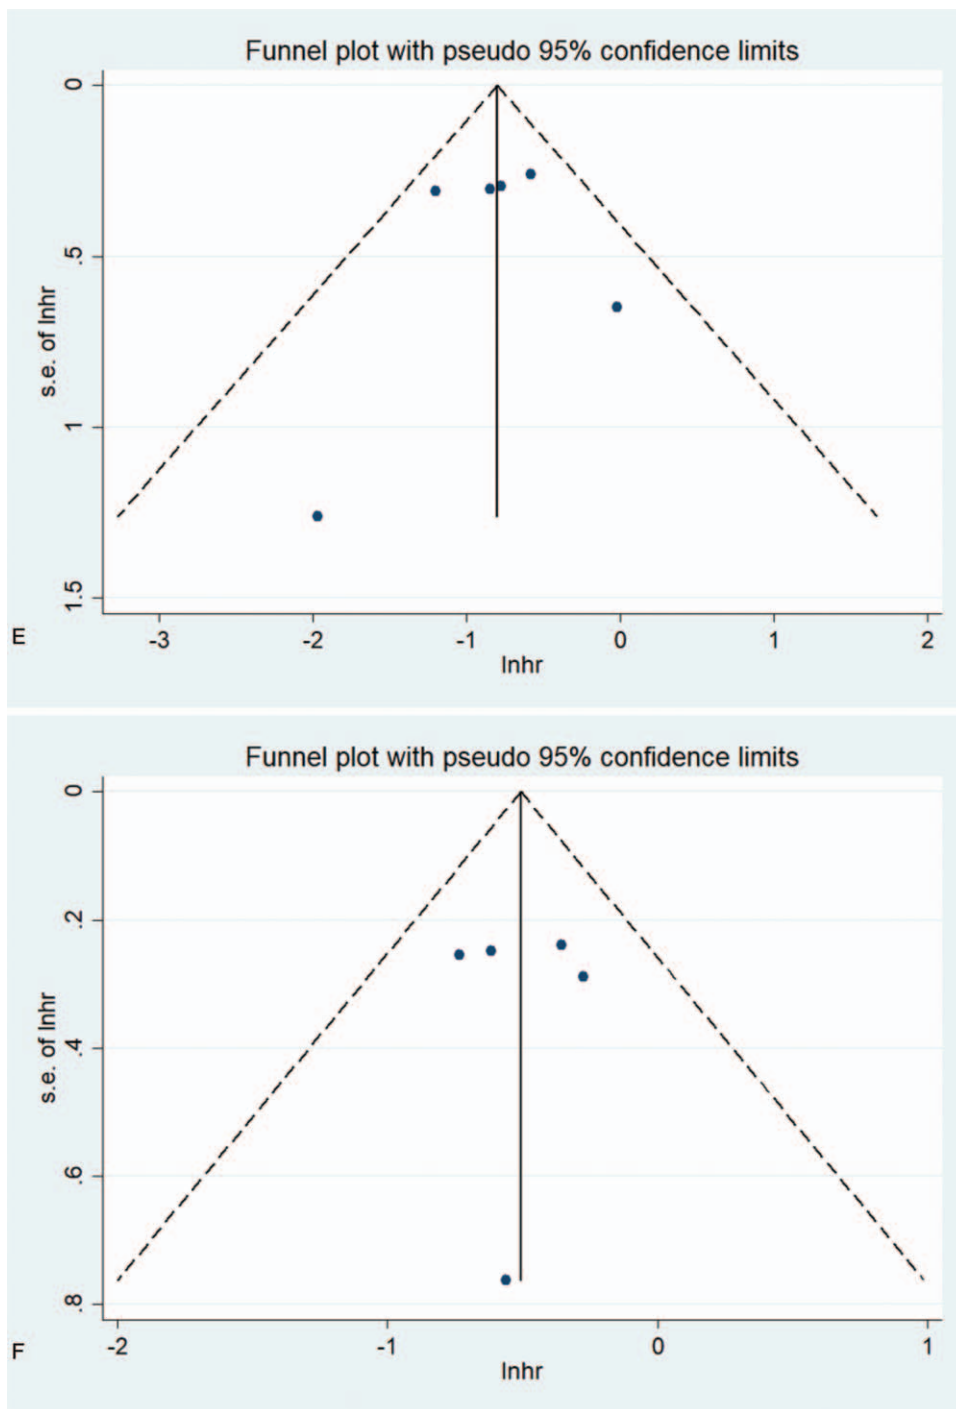 Funnel plot with pseudo 95% confidence limits
0
.5
1
1.5
s.e. of lnhr
-3 -2 -1 0 1 2
lnhr
E
Funnel plot with pseudo 95% confidence limits
0
.2
.4
.6
.8
s.e. of lnhr
-2 -1 0 1
lnhr
F